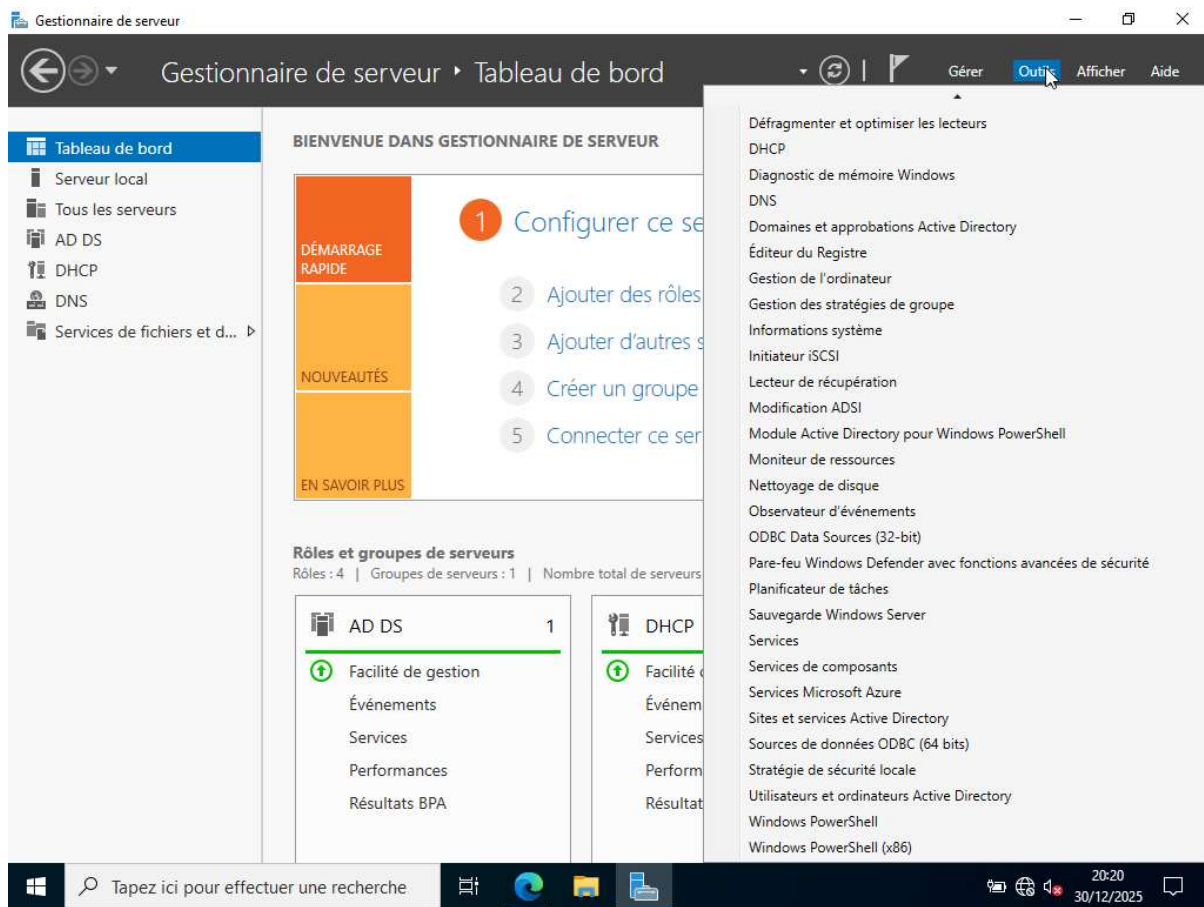 Gestionnaire de serveur
Gestionnaire de serveur ‣ Tableau de bord
Gérer
Outils
Afficher
Aide
Tableau de bord
Serveur local
Tous les serveurs
AD DS
DHCP
DNS
Services de fichiers et d...
BIENVENUE DANS GESTIONNAIRE DE SERVEUR
DÉMARRAGE
RAPIDE
NOUVEAUTÉS
EN SAVOIR PLUS
1 Configurer ce se
2 Ajouter des rôles
3 Ajouter d'autres s
4 Créer un groupe
5 Connecter ce ser
Rôles et groupes de serveurs
Rôles : 4 | Groupes de serveurs : 1 | Nombre total de serveurs
AD DS 1
Facilité de gestion
Événements
Services
Performances
Résultats BPA
DHCP
Facilité
Événem
Services
Perform
Résultat
Défragmenter et optimiser les lecteurs
DHCP
Diagnostic de mémoire Windows
DNS
Domaines et approbations Active Directory
Éditeur du Registre
Gestion de l'ordinateur
Gestion des stratégies de groupe
Informations système
Initiateur iSCSI
Lecteur de récupération
Modification ADSI
Module Active Directory pour Windows PowerShell
Moniteur de ressources
Nettoyage de disque
Observateur d'événements
ODBC Data Sources (32-bit)
Pare-feu Windows Defender avec fonctions avancées de sécurité
Planificateur de tâches
Sauvegarde Windows Server
Services
Services de composants
Services Microsoft Azure
Sites et services Active Directory
Sources de données ODBC (64 bits)
Stratégie de sécurité locale
Utilisateurs et ordinateurs Active Directory
Windows PowerShell
Windows PowerShell (x86)
Tapez ici pour effectuer une recherche
20:20
30/12/2025